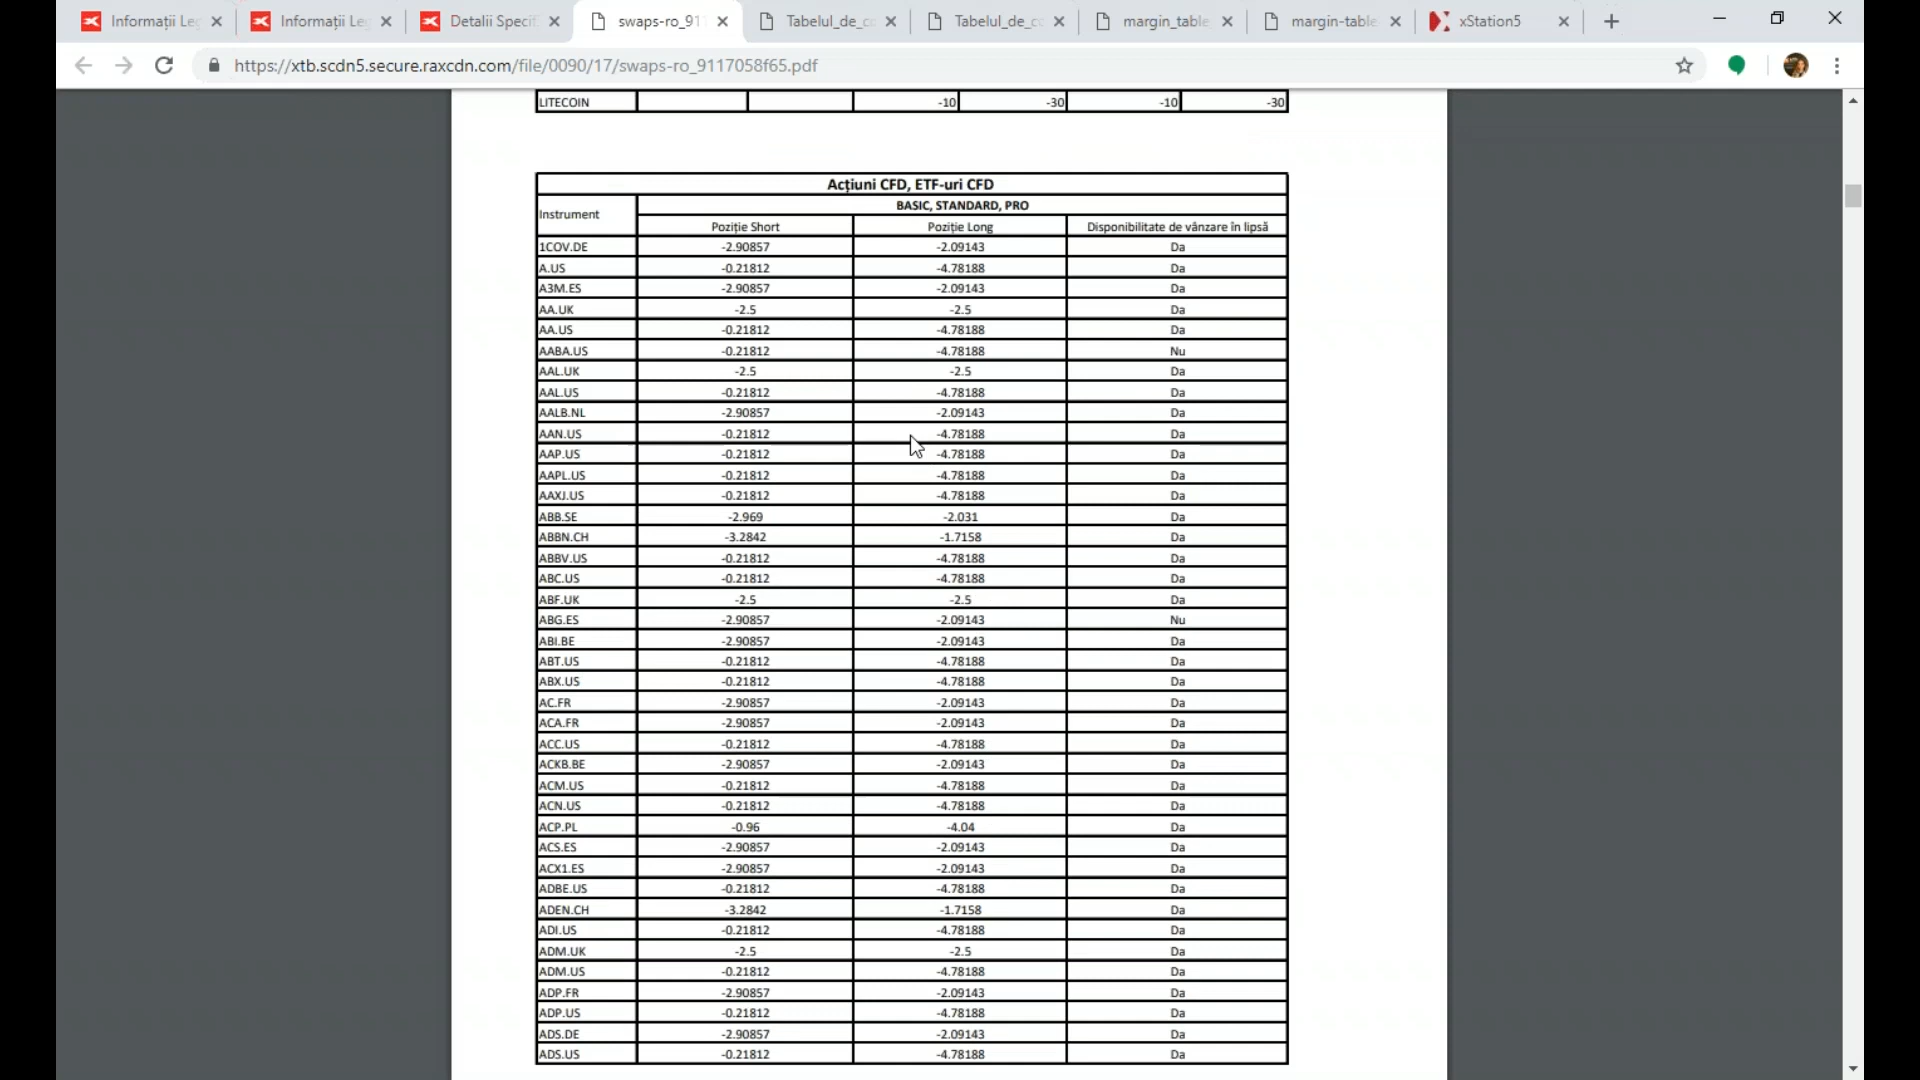 Informații Leg
Informații Leg
Detalii Specifi
swaps-ro_911
Tabelul_de_co
Tabelul_de_co
margin_table
margin-table
xStation5
https://xtb.scdn5.secure.raxcdn.com/file/0090/17/swaps-ro_9117058f65.pdf
LITECOIN -10 -30 -10 -30
Acțiuni CFD, ETF-uri CFD
Instrument
BASIC, STANDARD, PRO
Poziție Short Poziție Long Disponibilitate de vânzare în lipsă
1COV.DE -2.90857 -2.09143 Da
A.US -0.21812 -4.78188 Da
A3M.ES -2.90857 -2.09143 Da
AA.UK -2.5 -2.5 Da
AA.US -0.21812 -4.78188 Da
AABA.US -0.21812 -4.78188 Nu
AAL.UK -2.5 -2.5 Da
AAL.US -0.21812 -4.78188 Da
AALB.NL -2.90857 -2.09143 Da
AAN.US -0.21812 -4.78188 Da
AAP.US -0.21812 -4.78188 Da
AAPL.US -0.21812 -4.78188 Da
AAXJ.US -0.21812 -4.78188 Da
ABB.SE -2.969 -2.031 Da
ABBN.CH -3.2842 -1.7158 Da
ABBV.US -0.21812 -4.78188 Da
ABC.US -0.21812 -4.78188 Da
ABF.UK -2.5 -2.5 Da
ABG.ES -2.90857 -2.09143 Nu
ABI.BE -2.90857 -2.09143 Da
ABT.US -0.21812 -4.78188 Da
ABX.US -0.21812 -4.78188 Da
AC.FR -2.90857 -2.09143 Da
ACA.FR -2.90857 -2.09143 Da
ACC.US -0.21812 -4.78188 Da
ACKB.BE -2.90857 -2.09143 Da
ACM.US -0.21812 -4.78188 Da
ACN.US -0.21812 -4.78188 Da
ACP.PL -0.96 -4.04 Da
ACS.ES -2.90857 -2.09143 Da
ACX1.ES -2.90857 -2.09143 Da
ADBE.US -0.21812 -4.78188 Da
ADEN.CH -3.2842 -1.7158 Da
ADI.US -0.21812 -4.78188 Da
ADM.UK -2.5 -2.5 Da
ADM.US -0.21812 -4.78188 Da
ADP.FR -2.90857 -2.09143 Da
ADP.US -0.21812 -4.78188 Da
ADS.DE -2.90857 -2.09143 Da
ADS.US -0.21812 -4.78188 Da